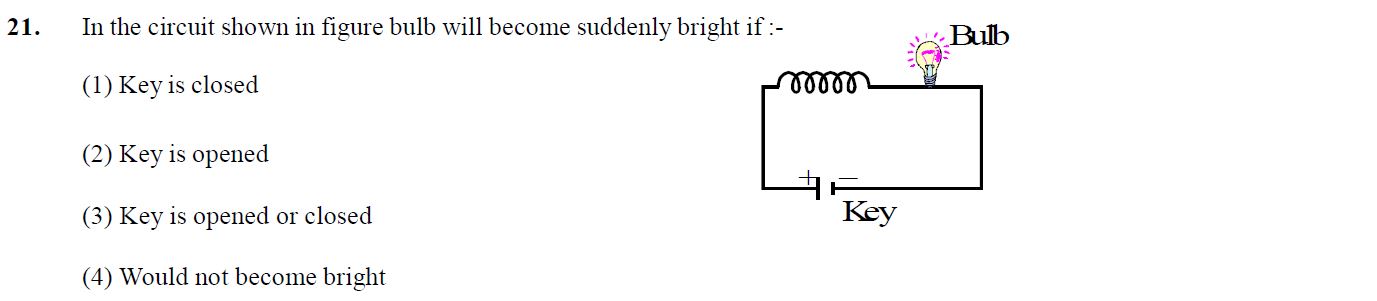 21. In the circuit shown in figure bulb will become suddenly bright if :-
Bulb
(1) Key is closed
(2) Key is opened
+ –
Key
(3) Key is opened or closed
(4) Would not become bright